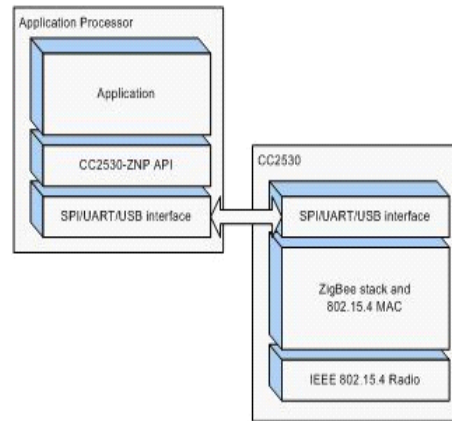 Application Processor
Application
CC2530-ZNP API
SPI/UART/USB interface
CC2530
SPI/UART/USB interface
ZigBee stack and
802.15.4 MAC
IEEE 802.15.4 Radio